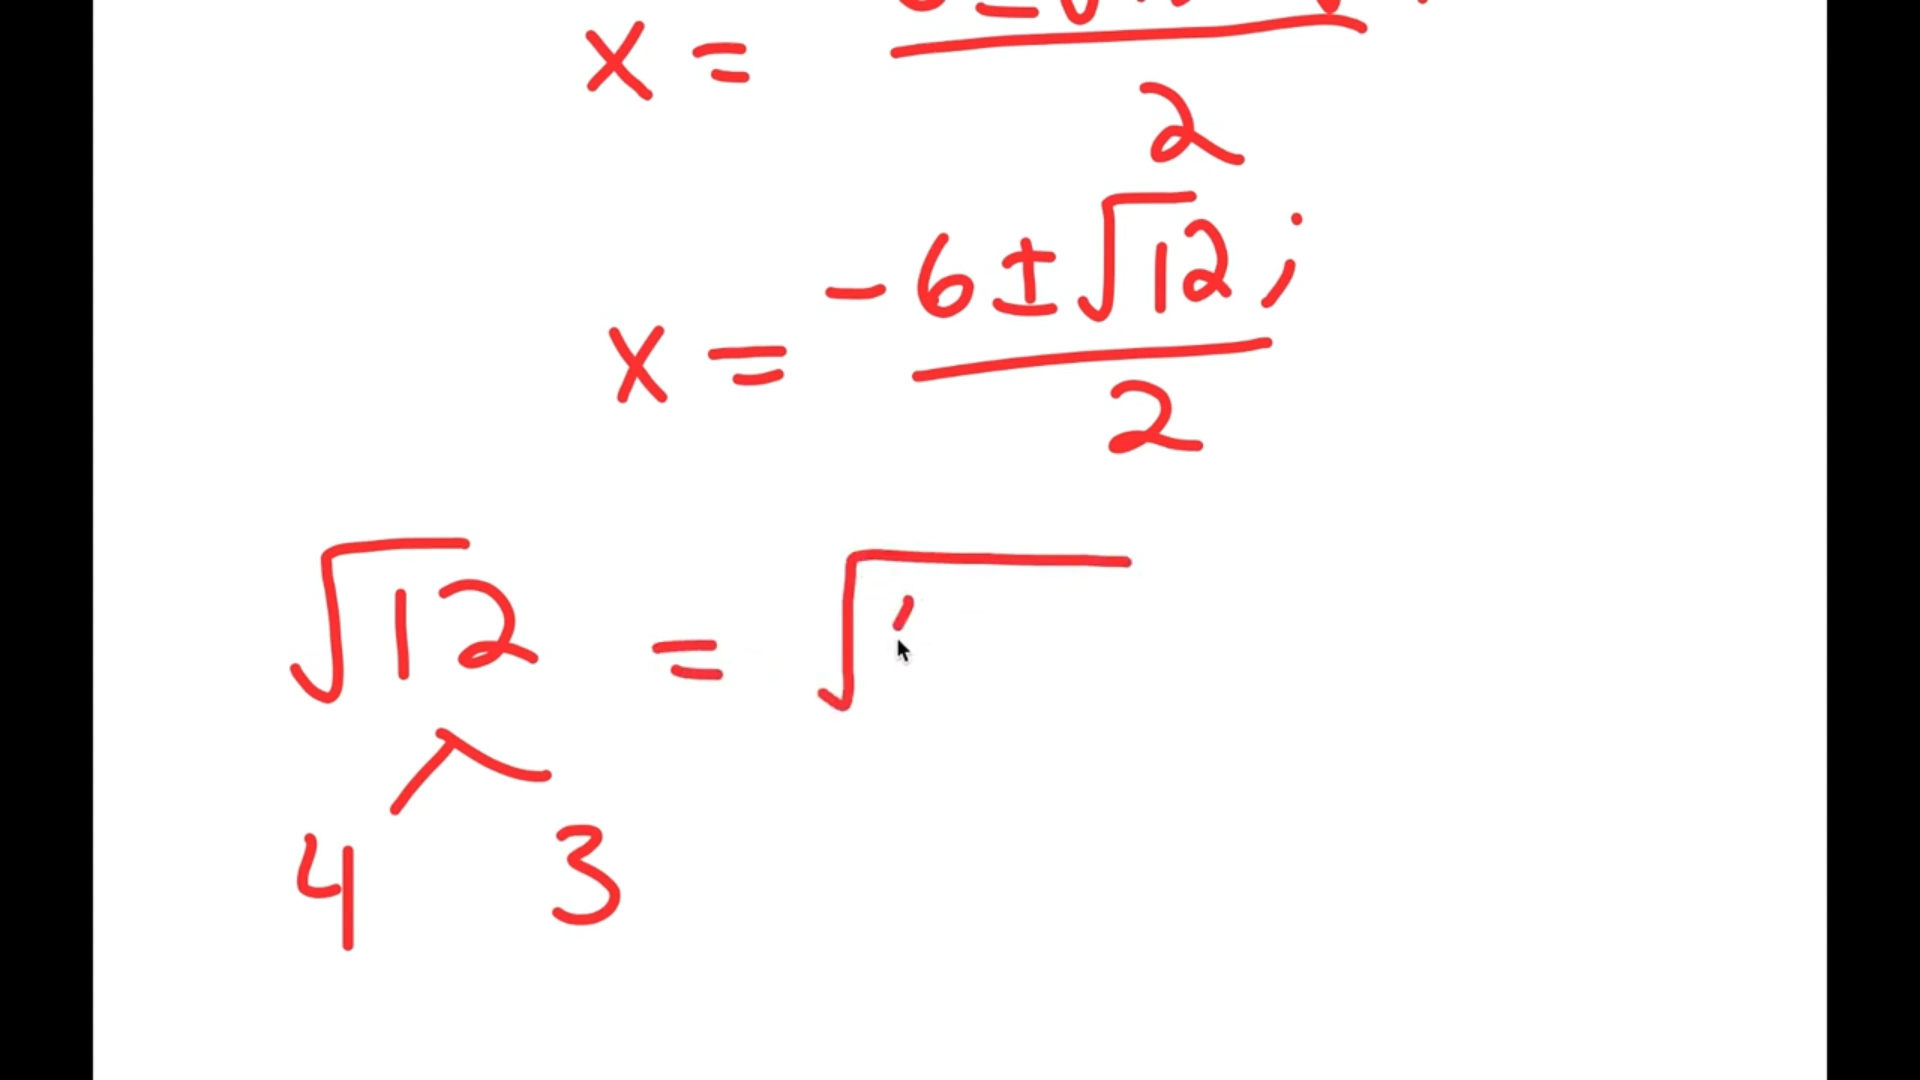 x =
2
x = -6±√12 i
2
√12 = √
4 3